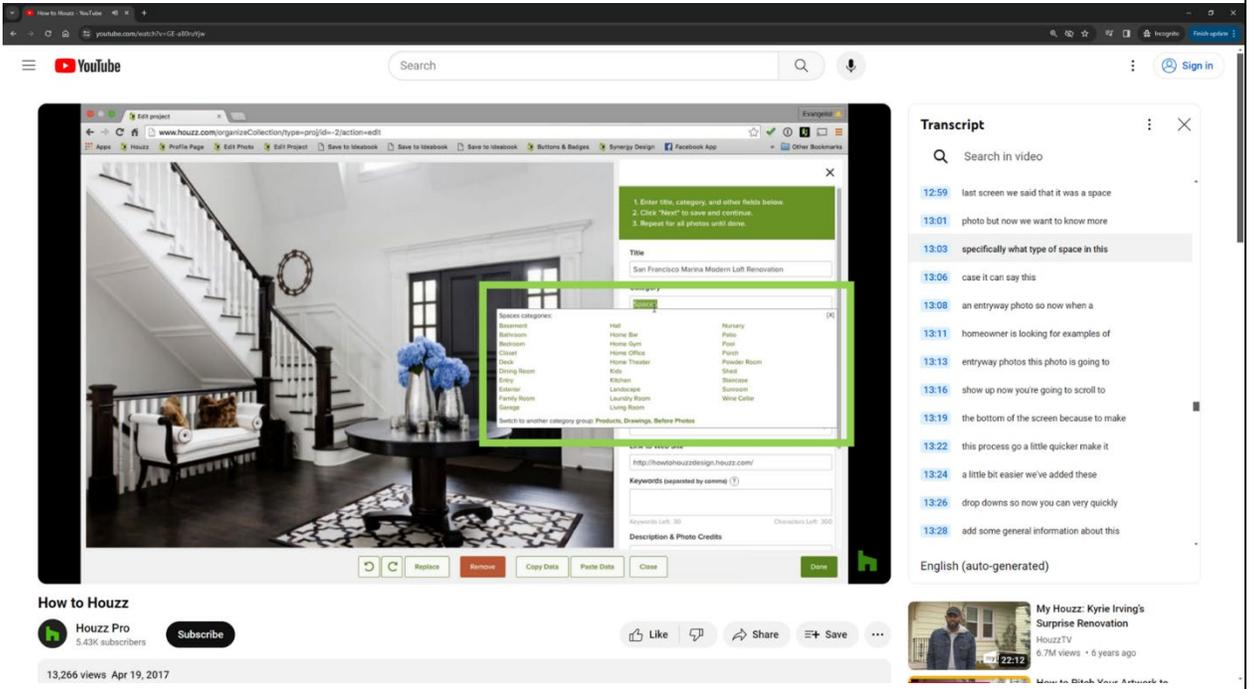 How to Houzz - YouTube
youtube.com/watch?v=GE-aB0ruYjw
Incognito
Finish update
YouTube
Search
Sign in
Edit project
Evangelist
www.houzz.com/organizeCollection/type=proj/id=-2/action=edit
Apps Houzz Profile Page Edit Photo Edit Project Save to Ideabook Save to Ideabook Save to Ideabook Buttons & Badges Synergy Design Facebook App » Other Bookmarks
1. Enter title, category, and other fields below.
2. Click "Next" to save and continue.
3. Repeat for all photos until done.
Title
San Francisco Marina Modern Loft Renovation
Category
Spaces
Spaces categories: [X]
Basement Hall Nursery
Bathroom Home Bar Patio
Bedroom Home Gym Pool
Closet Home Office Porch
Deck Home Theater Powder Room
Dining Room Kids Shed
Entry Kitchen Staircase
Exterior Landscape Sunroom
Family Room Laundry Room Wine Cellar
Garage Living Room
Switch to another category group: Products, Drawings, Before Photos
Link to Web Site
http://howtohouzzdesign.houzz.com/
Keywords (separated by comma) ?
Keywords Left: 30 Characters Left: 300
Description & Photo Credits
Replace Remove Copy Data Paste Data Close Done
How to Houzz
Houzz Pro
5.43K subscribers
Subscribe
Like Share Save
13,266 views Apr 19, 2017
Transcript
Search in video
12:59 last screen we said that it was a space
13:01 photo but now we want to know more
13:03 specifically what type of space in this
13:06 case it can say this
13:08 an entryway photo so now when a
13:11 homeowner is looking for examples of
13:13 entryway photos this photo is going to
13:16 show up now you're going to scroll to
13:19 the bottom of the screen because to make
13:22 this process go a little quicker make it
13:24 a little bit easier we've added these
13:26 drop downs so now you can very quickly
13:28 add some general information about this
English (auto-generated)
22:12
My Houzz: Kyrie Irving's
Surprise Renovation
HouzzTV
6.7M views • 6 years ago
How to Pitch Your Artwork to